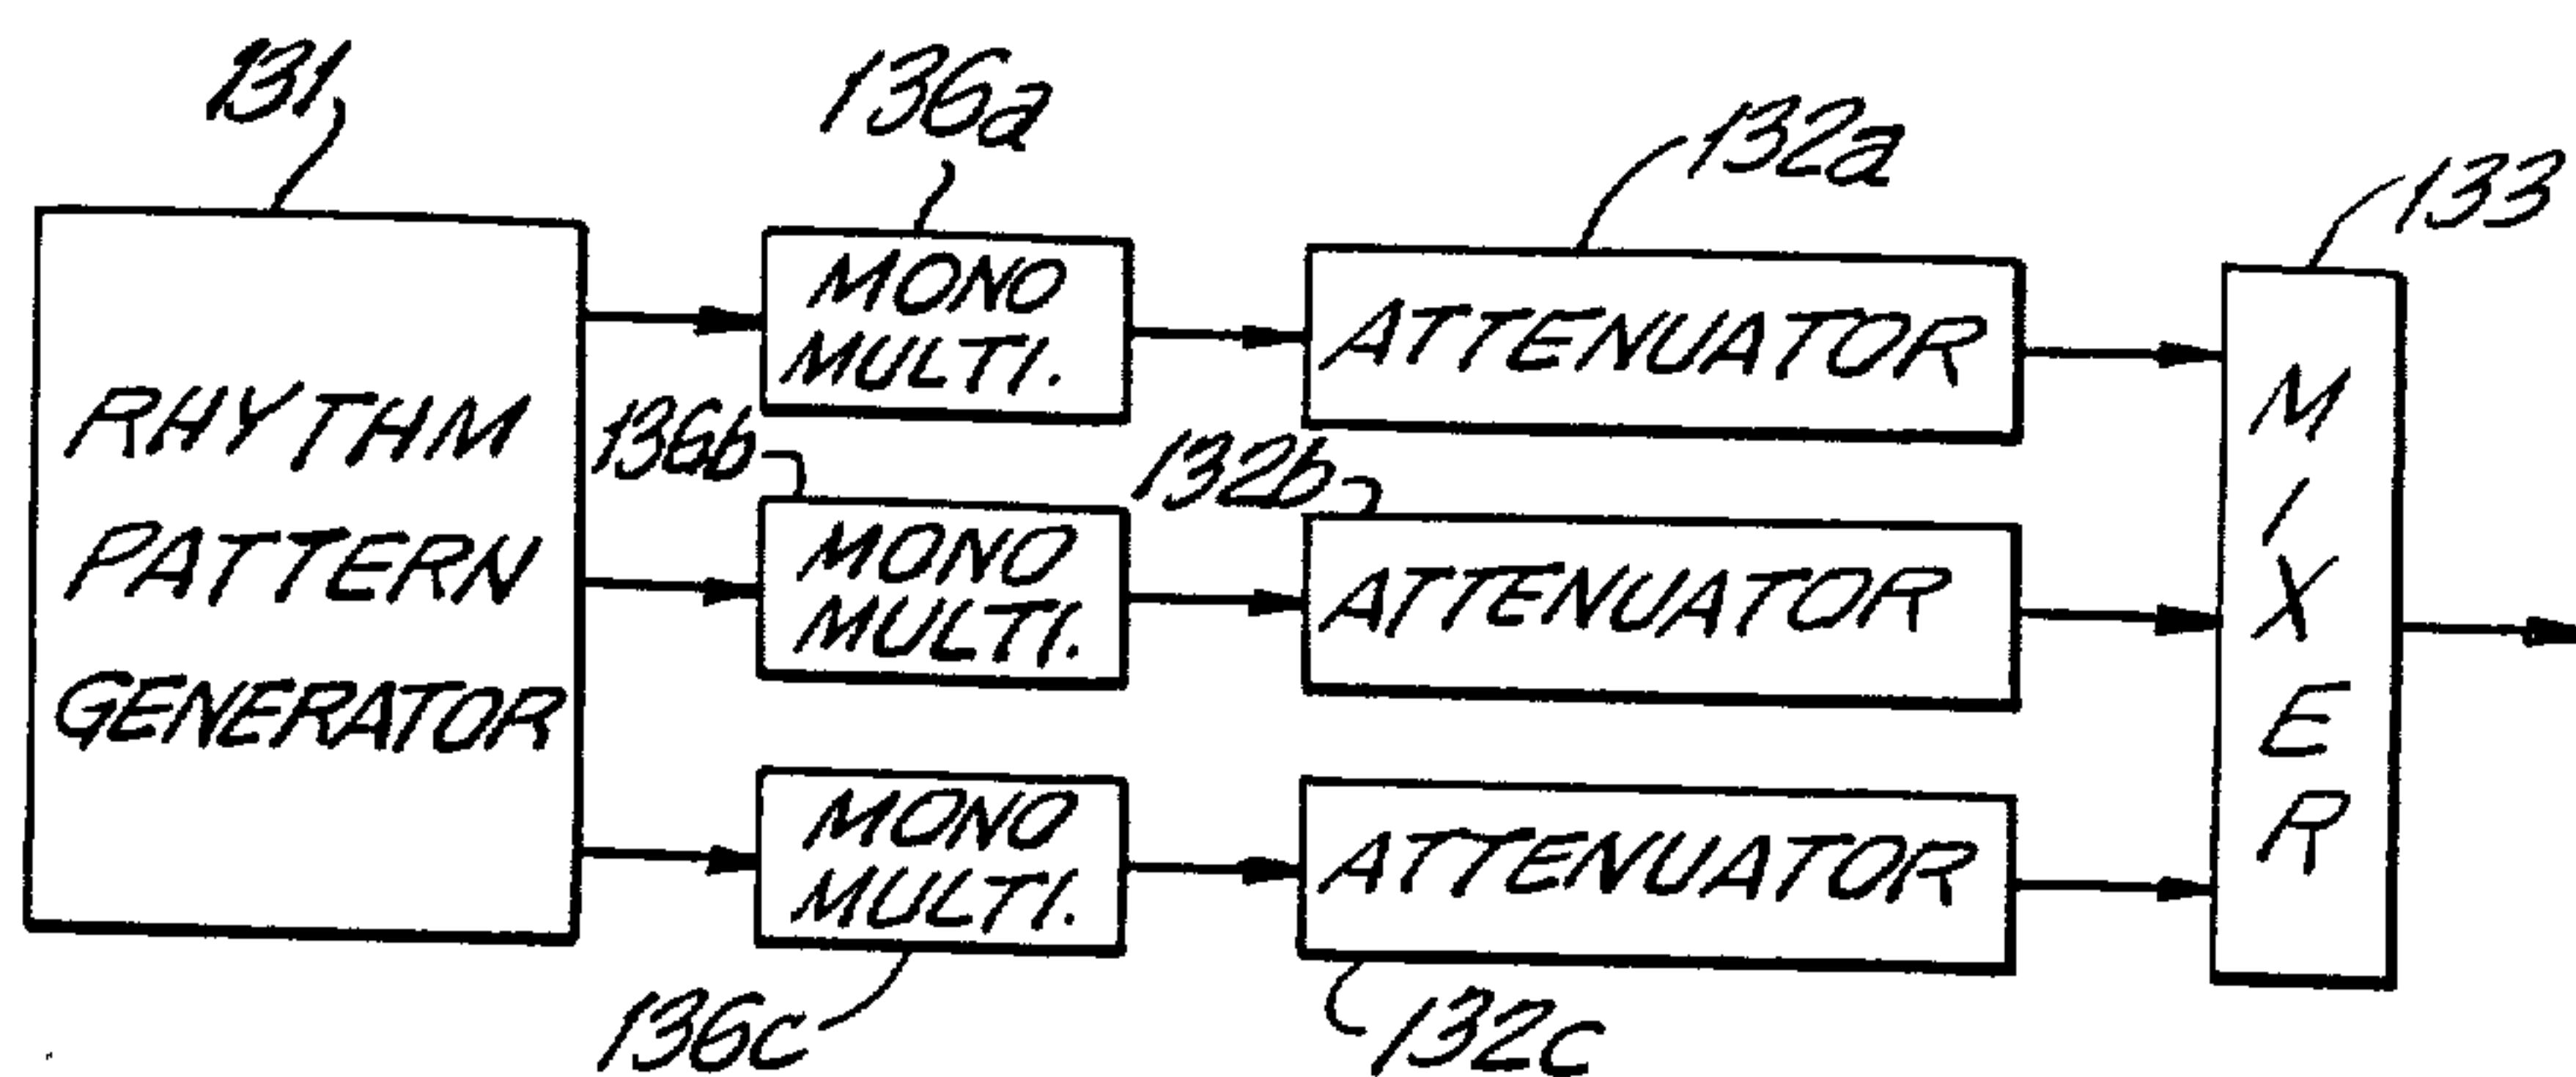 131
136a
132a
133
RHYTHM
PATTERN
GENERATOR
MONO
MULTI.
ATTENUATOR
136b
MONO
MULTI.
132b
ATTENUATOR
MONO
MULTI.
136c
ATTENUATOR
132c
MIXER